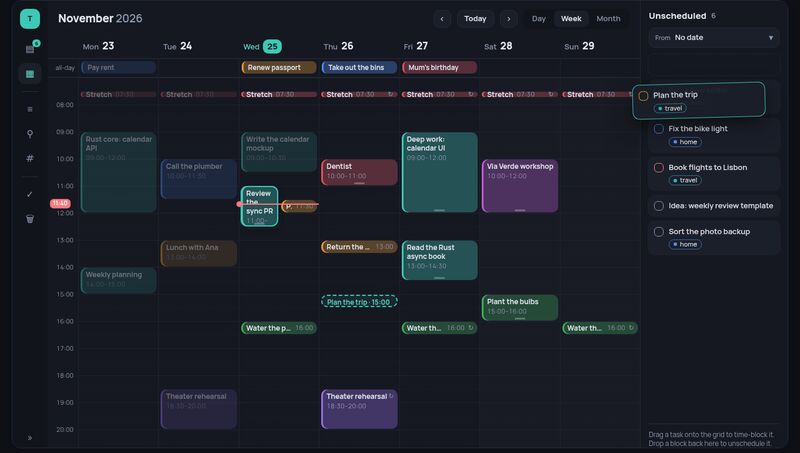 T
November 2026
Today
Day
Week
Month
Mon 23
Tue 24
Wed 25
Thu 26
Fri 27
Sat 28
Sun 29
all-day
Pay rent
Renew passport
Take out the bins
Mum's birthday
Stretch 07:30
Stretch 07:30
Stretch 07:30
Stretch 07:30
Stretch 07:30
Stretch 07:30
Stretch 07:30
08:00
09:00
10:00
11:00
11:40
12:00
13:00
14:00
15:00
16:00
17:00
18:00
19:00
20:00
Rust core: calendar
API
09:00–12:00
Weekly planning
14:00–15:00
Call the plumber
10:00–11:30
Lunch with Ana
13:00–14:00
Theater rehearsal
18:30–20:00
Write the calendar
mockup
09:00–10:30
Review
the
sync PR
P. 11:30
Water the p... 16:00
Dentist
10:00–11:00
Return the ... 13:00
Plan the trip · 15:00
Theater rehearsal
18:30–20:00
Deep work:
calendar UI
09:00–12:00
Read the Rust
async book
13:00–14:30
Water th... 16:00
Via Verde workshop
10:00–12:00
Plant the bulbs
15:00–16:00
Water th... 16:00
Unscheduled 6
From No date
Plan the trip
travel
Fix the bike light
home
Book flights to Lisbon
travel
Idea: weekly review template
Sort the photo backup
home
Drag a task onto the grid to time-block it.
Drop a block back here to unschedule it.